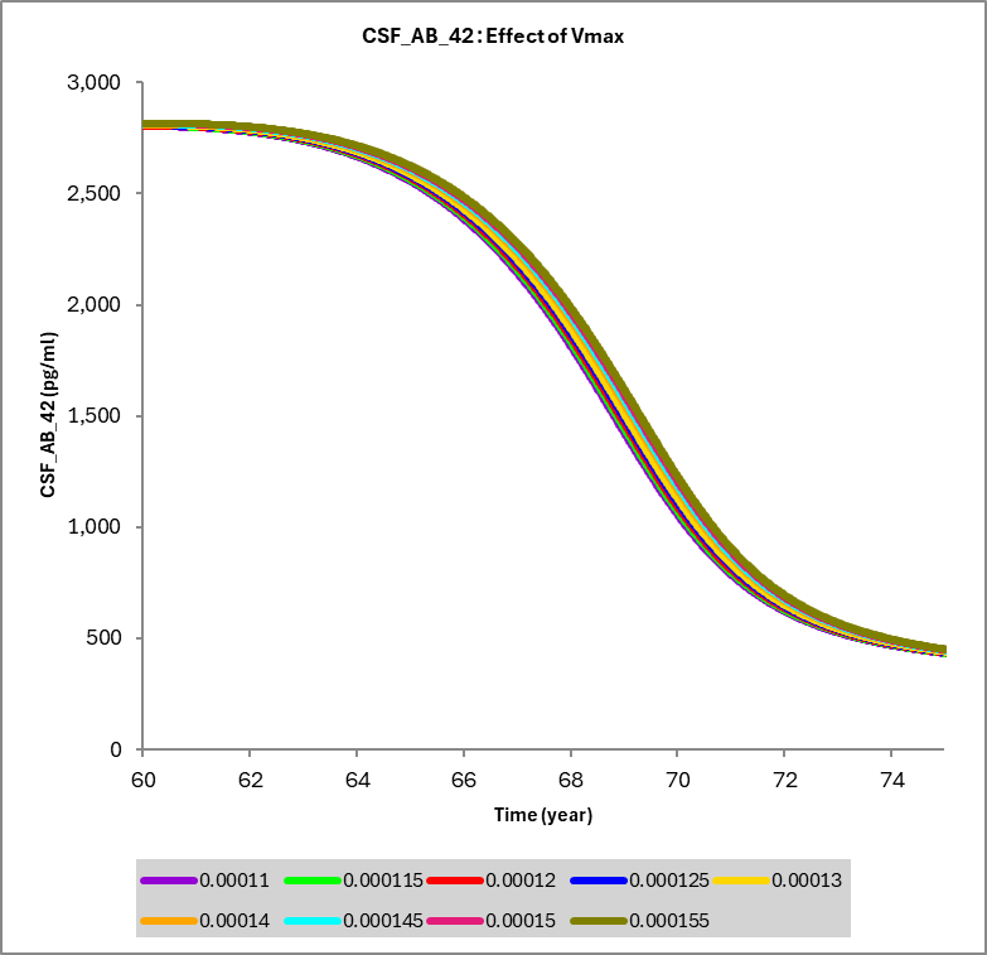 CSF_AB_42 : Effect of Vmax
3,000
2,500
2,000
1,500
1,000
500
0
CSF_AB_42 (pg/ml)
60 62 64 66 68 70 72 74
Time (year)
0.00011 0.000115 0.00012 0.000125 0.00013
0.00014 0.000145 0.00015 0.000155